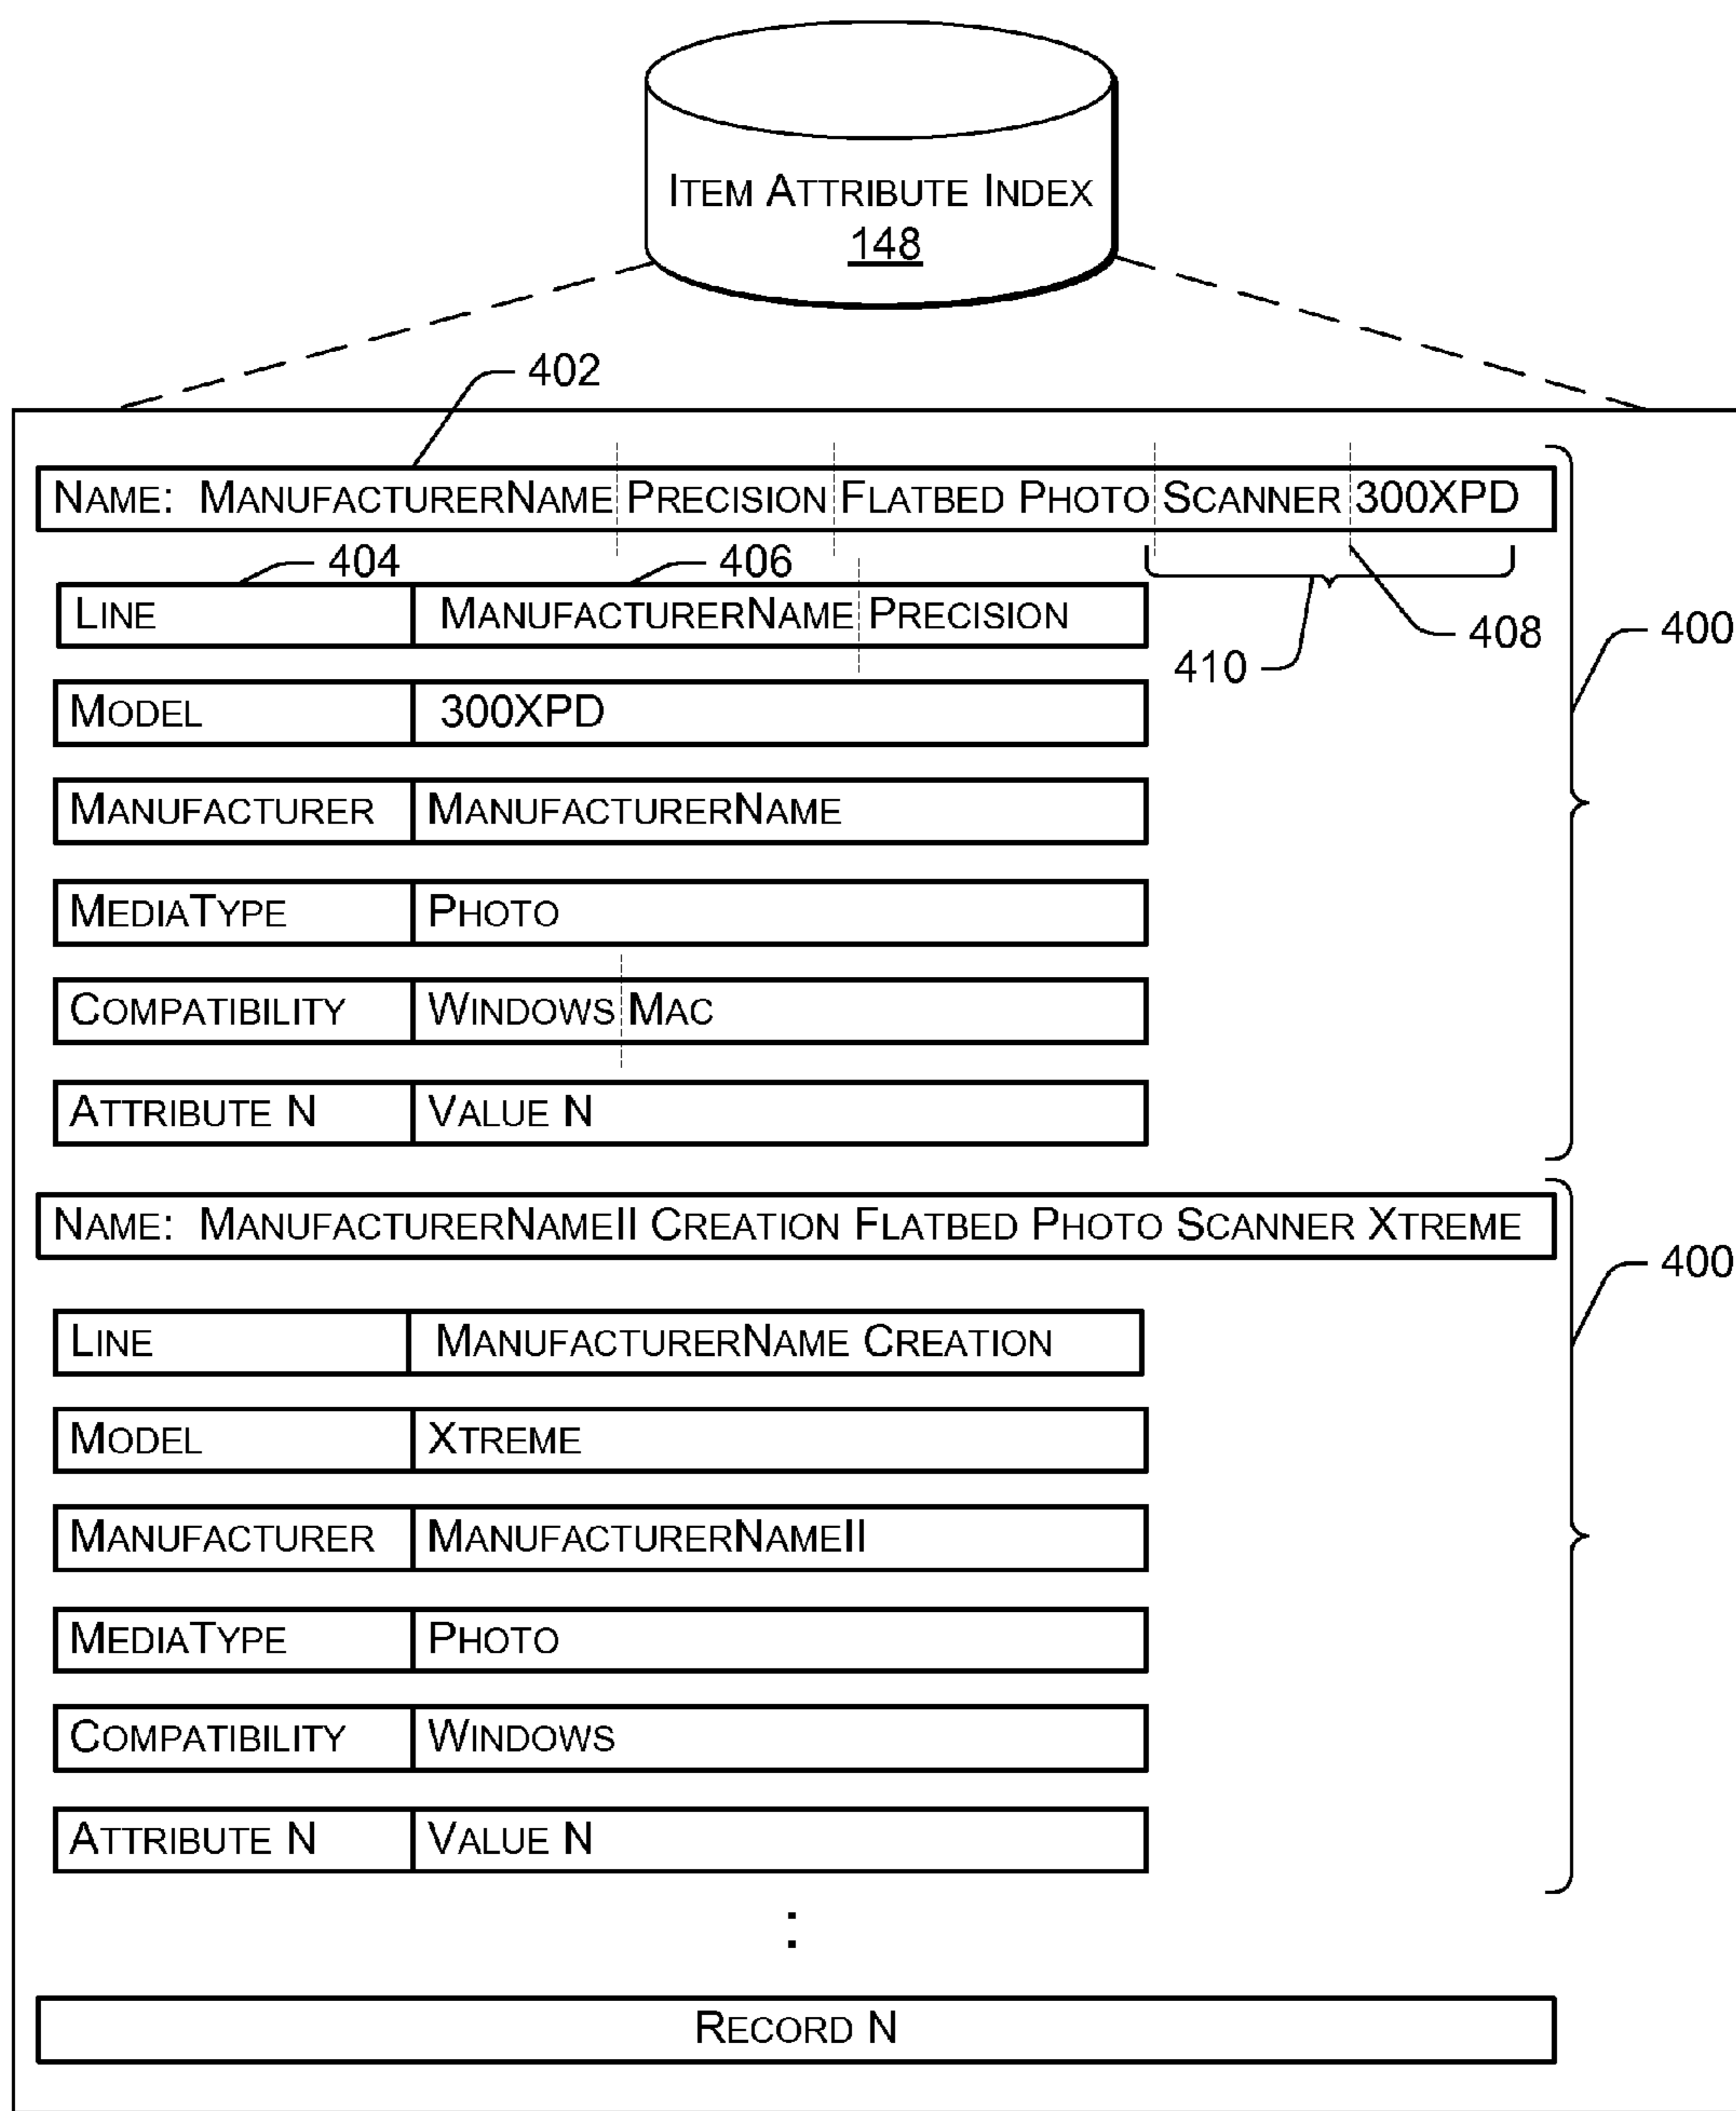 ITEM ATTRIBUTE INDEX
148
402
NAME: MANUFACTURERNAME PRECISION FLATBED PHOTO SCANNER 300XPD
404
406
LINE MANUFACTURERNAME PRECISION
408
410
400
MODEL 300XPD
MANUFACTURER MANUFACTURERNAME
MEDIATYPE PHOTO
COMPATIBILITY WINDOWS MAC
ATTRIBUTE N VALUE N
NAME: MANUFACTURERNAMEII CREATION FLATBED PHOTO SCANNER XTREME
400
LINE MANUFACTURERNAME CREATION
MODEL XTREME
MANUFACTURER MANUFACTURERNAMEII
MEDIATYPE PHOTO
COMPATIBILITY WINDOWS
ATTRIBUTE N VALUE N
:
RECORD N